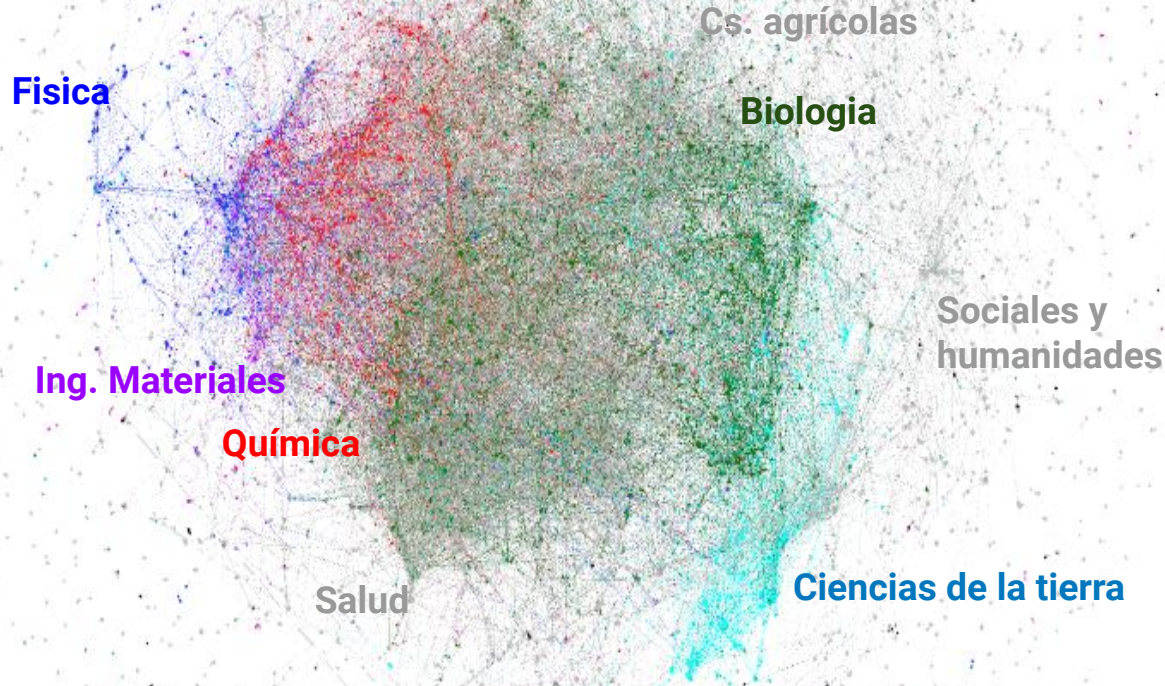 Cs. agrícolas
Fisica
Biologia
Sociales y
humanidades
Ing. Materiales
Química
Salud
Ciencias de la tierra